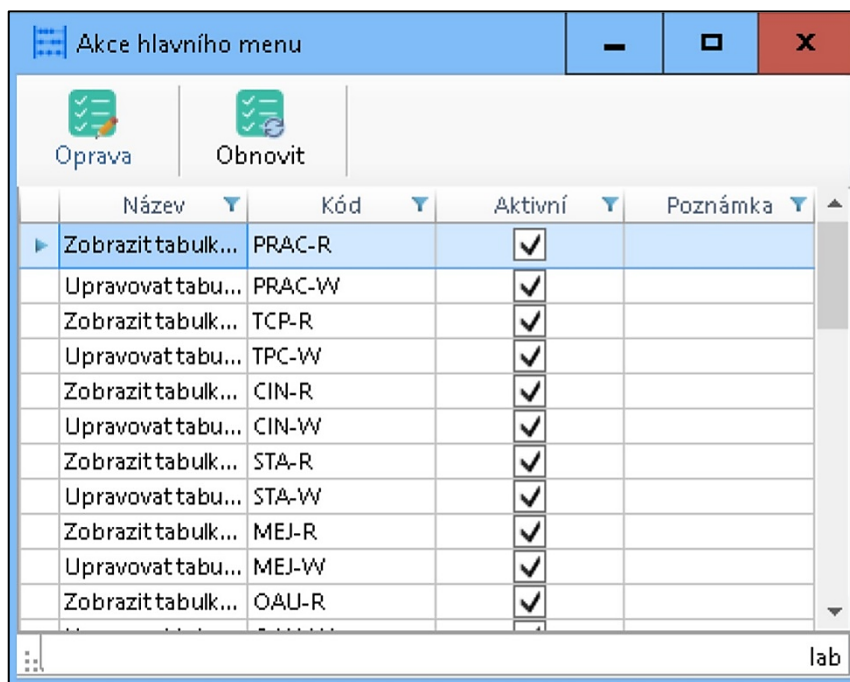 Akce hlavního menu
Oprava Obnovit
Název Kód Aktivní Poznámka
Zobrazit tabulk... PRAC-R
Upravovat tabu... PRAC-W
Zobrazit tabulk... TCP-R
Upravovat tabu... TPC-W
Zobrazit tabulk... CIN-R
Upravovat tabu... CIN-W
Zobrazit tabulk... STA-R
Upravovat tabu... STA-W
Zobrazit tabulk... MEJ-R
Upravovat tabu... MEJ-W
Zobrazit tabulk... OAU-R
lab